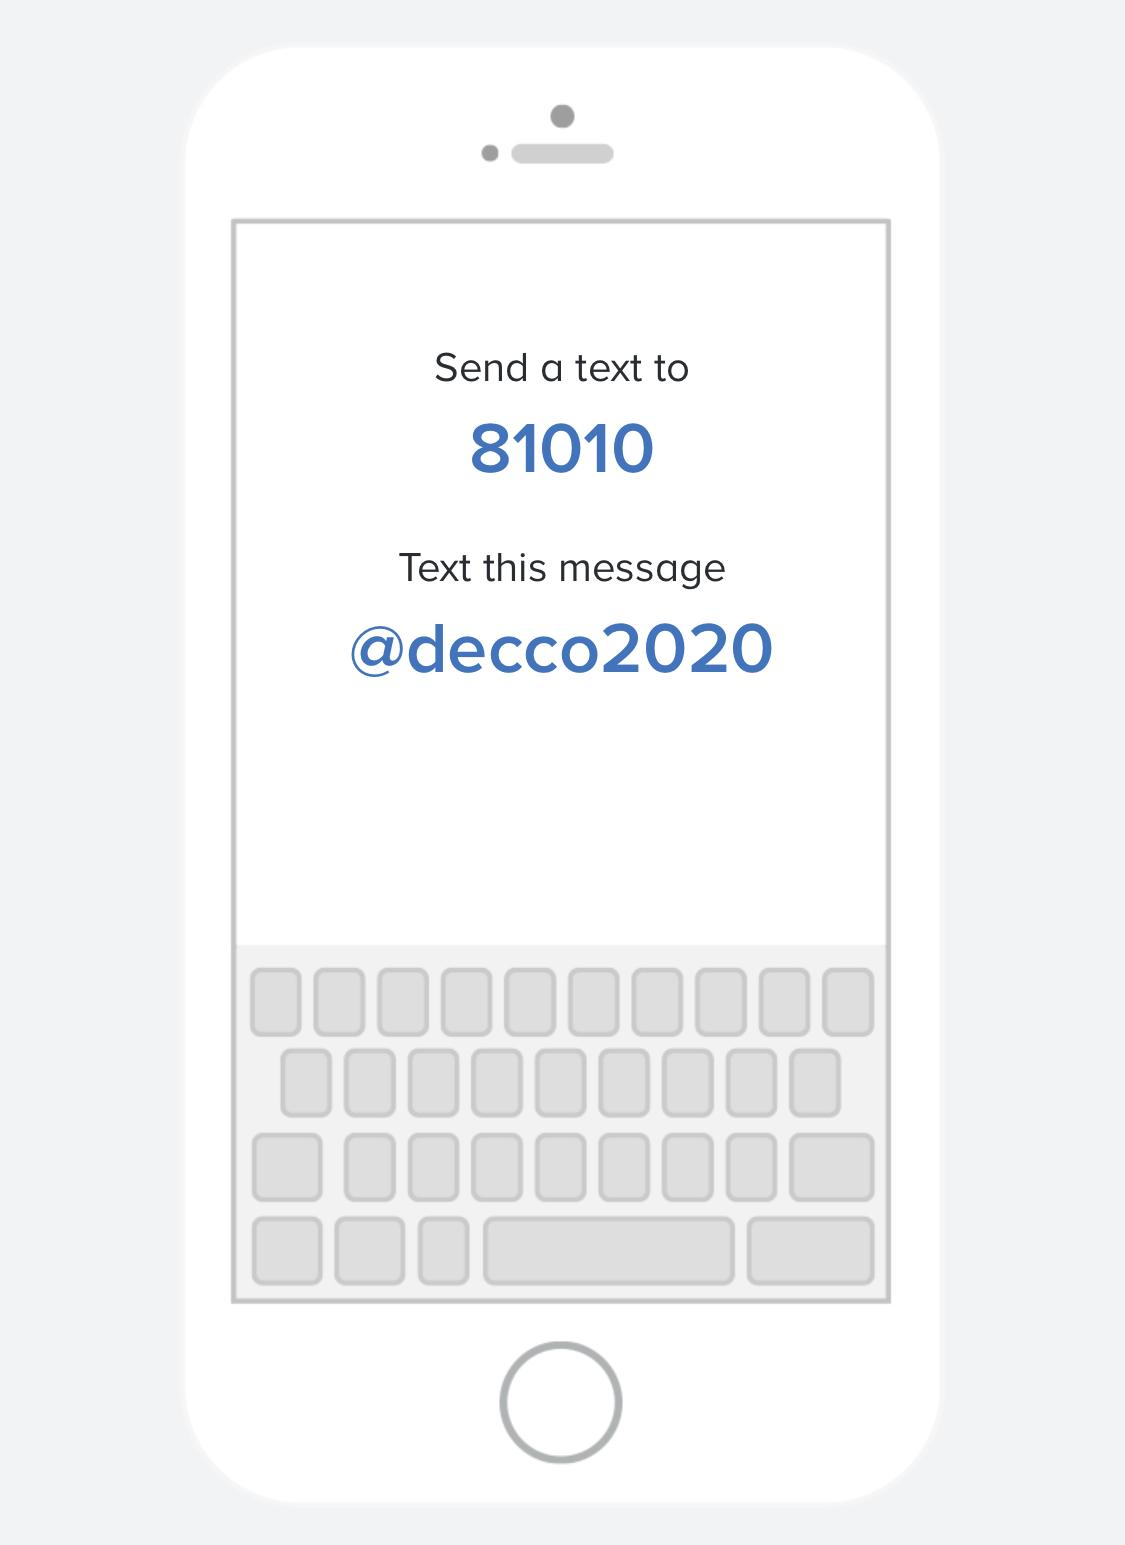 Send a text to
81010
Text this message
@decco2020